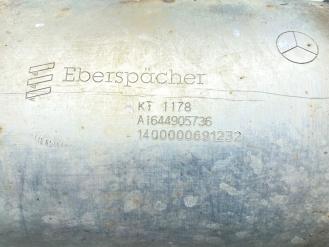 Eberspächer
KT 1178
A1644905736
1400000691232